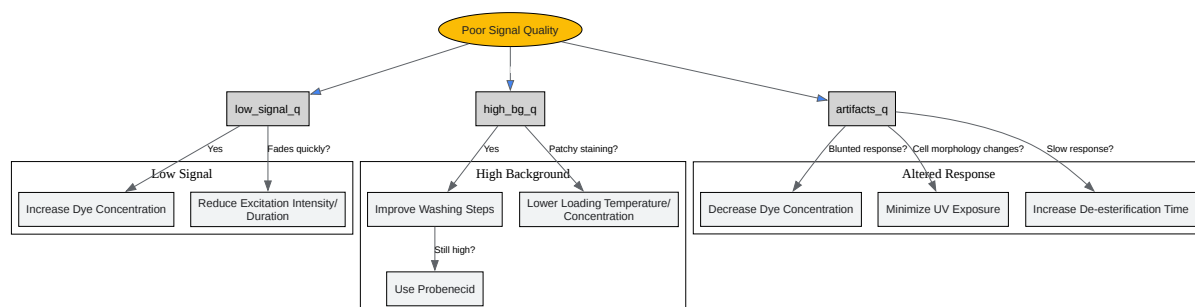 Poor Signal Quality
low_signal_q
high_bg_q
artifacts_q
Yes
Fades quickly?
Yes
Patchy staining?
Blunted response?
Cell morphology changes?
Slow response?
Low Signal
High Background
Altered Response
Increase Dye Concentration
Reduce Excitation Intensity/
Duration
Improve Washing Steps
Lower Loading Temperature/
Concentration
Decrease Dye Concentration
Minimize UV Exposure
Increase De-esterification Time
Still high?
Use Probenecid